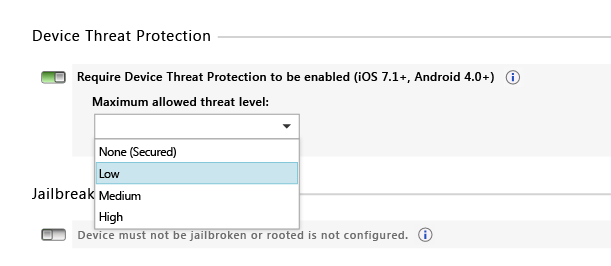 Device Threat Protection
Require Device Threat Protection to be enabled (iOS 7.1+, Android 4.0+)
Maximum allowed threat level:
None (Secured)
Low
Medium
High
Jailbreak
Device must not be jailbroken or rooted is not configured.